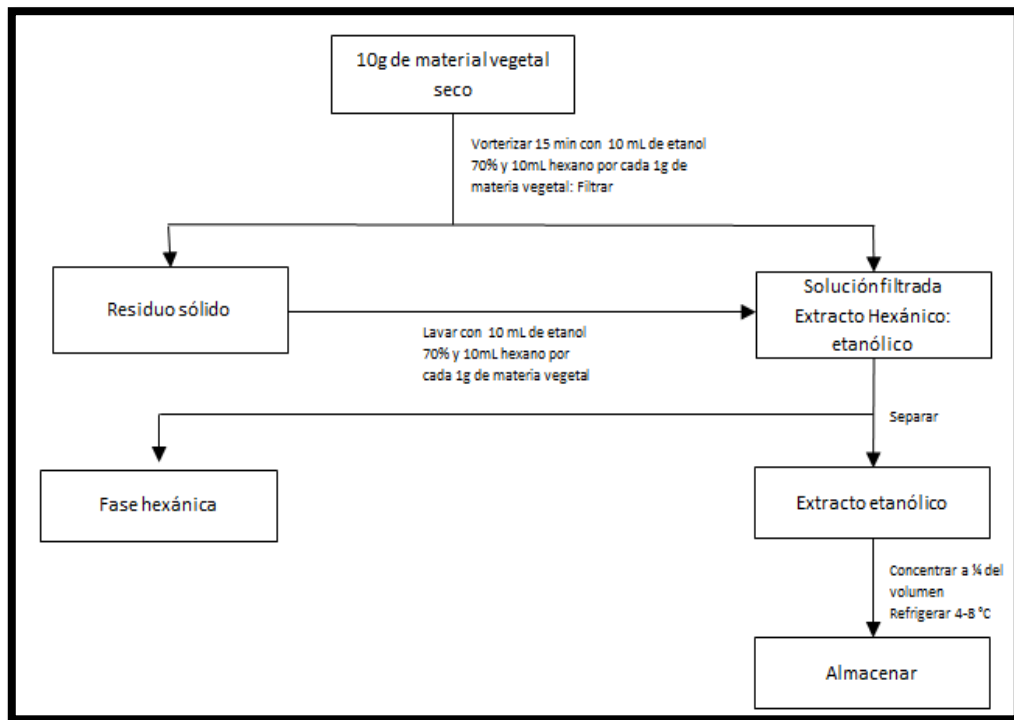 10g de material vegetal
seco
Vorterizar 15 min con 10 mL de etanol
70% y 10mL hexano por cada 1g de
materia vegetal: Filtrar
Residuo sólido
Solución filtrada
Extracto Hexánico:
etanólico
Lavar con 10 mL de etanol
70% y 10mL hexano por
cada 1g de materia vegetal
Separar
Fase hexánica
Extracto etanólico
Concentrar a ¼ del
volumen
Refrigerar 4-8 °C
Almacenar